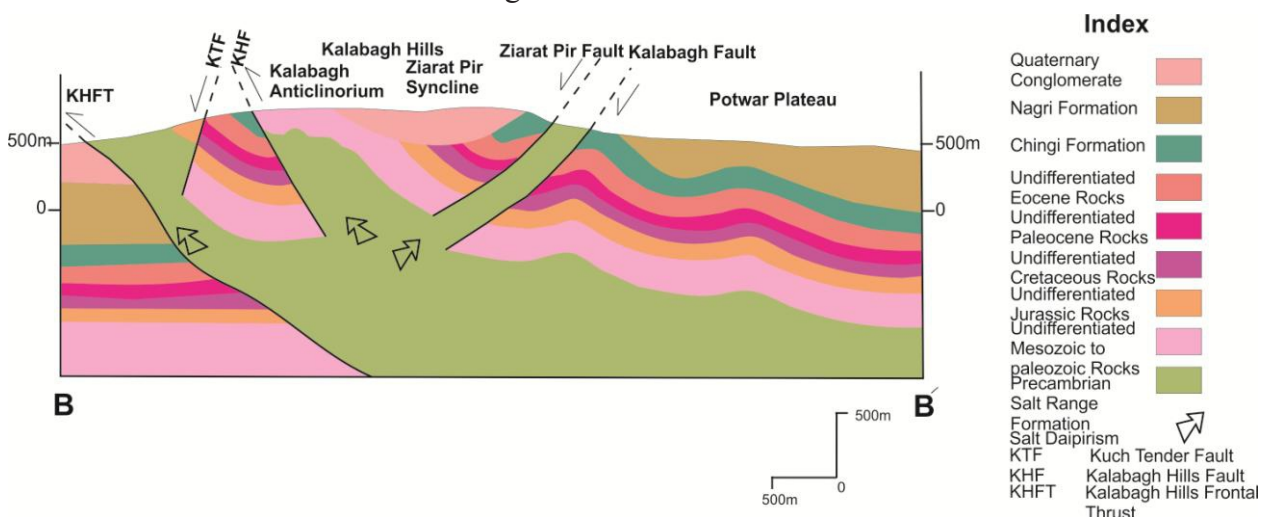 Index
Kalabagh Hills
Ziarat Pir Fault
Kalabagh Fault
KTF
KHF
Kalabagh
Anticlinorium
Ziarat Pir
Syncline
KHFT
Potwar Plateau
500m
0
500m
0
B
B´
500m
500m
0
Quaternary
Conglomerate
Nagri Formation
Chingi Formation
Undifferentiated
Eocene Rocks
Undifferentiated
Paleocene Rocks
Undifferentiated
Cretaceous Rocks
Undifferentiated
Jurassic Rocks
Undifferentiated
Mesozoic to
paleozoic Rocks
Precambrian
Salt Range
Formation
Salt Daipirism
KTF Kuch Tender Fault
KHF Kalabagh Hills Fault
KHFT Kalabagh Hills Frontal
Thrust